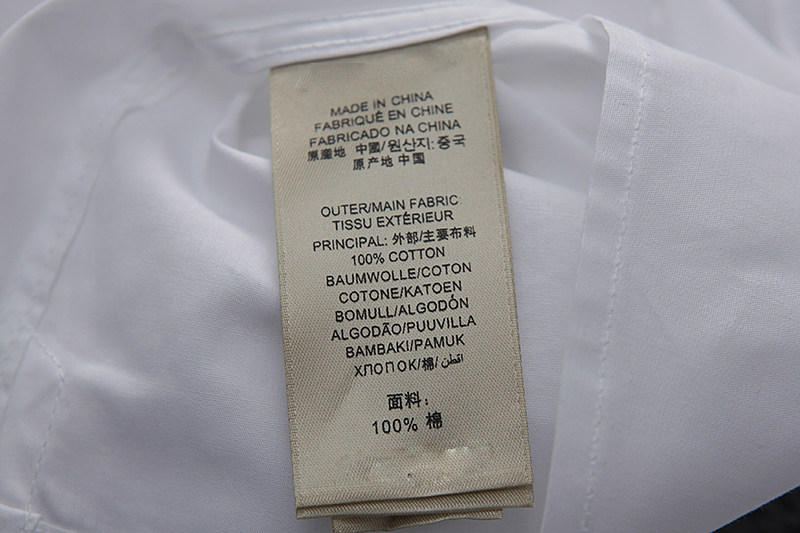 MADE IN CHINA
FABRIQUÉ EN CHINE
FABRICADO NA CHINA
原産地 中國/원산지: 중국
原产地 中国
OUTER/MAIN FABRIC
TISSU EXTÉRIEUR
PRINCIPAL: 外部/主要布料
100% COTTON
BAUMWOLLE/COTON
COTONE/KATOEN
BOMULL/ALGODÓN
ALGODÃO/PUUVILLA
BAMBAKI/PAMUK
ХЛОПОК/棉/اقطن
面料：
100% 棉